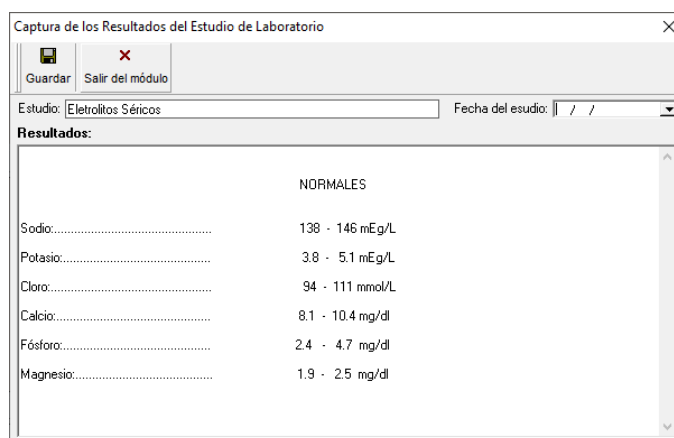 Captura de los Resultados del Estudio de Laboratorio
Guardar Salir del módulo
Estudio: Eletrolitos Séricos Fecha del esudio: / /
Resultados:
NORMALES
Sodio:............................................... 138 - 146 mEg/L
Potasio:............................................ 3.8 - 5.1 mEg/L
Cloro:................................................ 94 - 111 mmol/L
Calcio:.............................................. 8.1 - 10.4 mg/dl
Fósforo:............................................ 2.4 - 4.7 mg/dl
Magnesio:......................................... 1.9 - 2.5 mg/dl